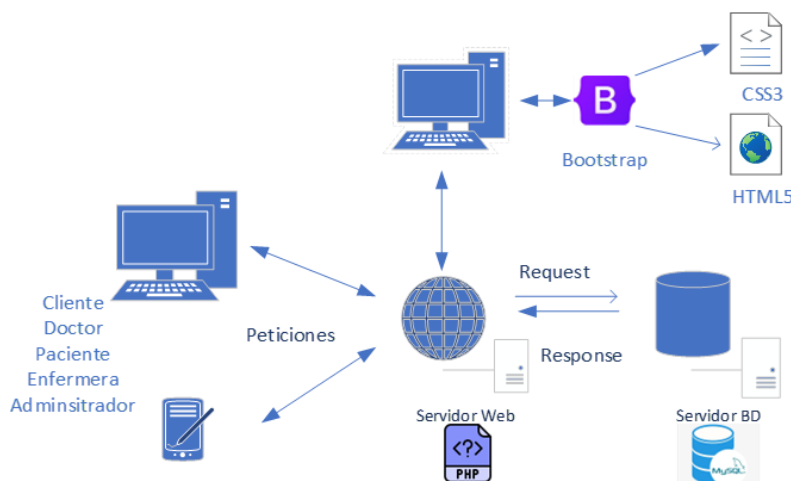 < >
CSS3
B
Bootstrap
HTML5
Cliente
Doctor
Paciente
Enfermera
Adminsitrador
Peticiones
Request
Response
Servidor Web
<?>
PHP
Servidor BD
MySQL